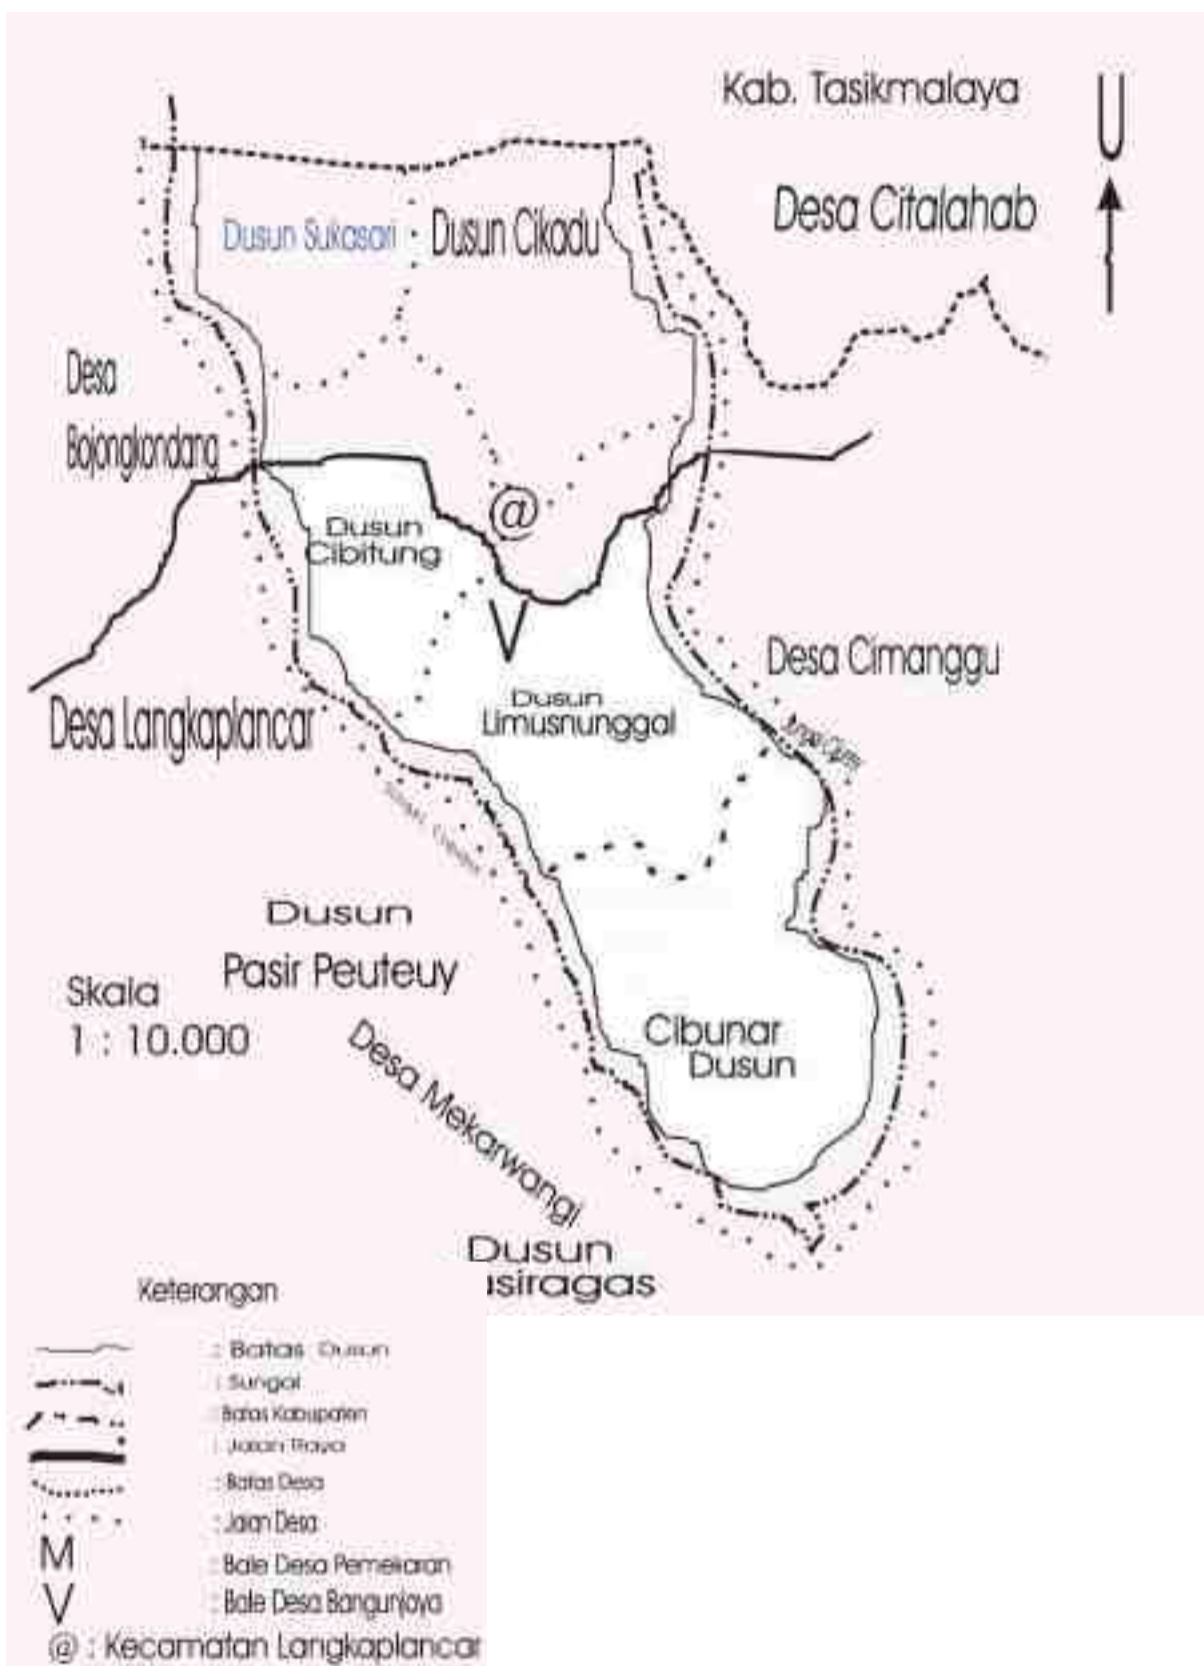 Kab. Tasikmalaya
U
Desa Citalahab
Dusun Sukasari
Dusun Cikadu
Desa
Bojongkondang
@
Dusun
Cibitung
V
Desa Cimanggu
Desa Langkaplancar
Dusun
Limusnunggal
Sungai
Dusun
Pasir Peuteuy
Skala
1 : 10.000
Cibunar
Dusun
Desa Mekarwangi
Dusun
asiragas
Keterangan
: Batas Dusun
: Sungai
: Batas Kabupaten
: Jalan Raya
: Batas Desa
: Jalan Desa
M : Bale Desa Pemekaran
V : Bale Desa Bangunjaya
@ : Kecamatan Langkaplancar